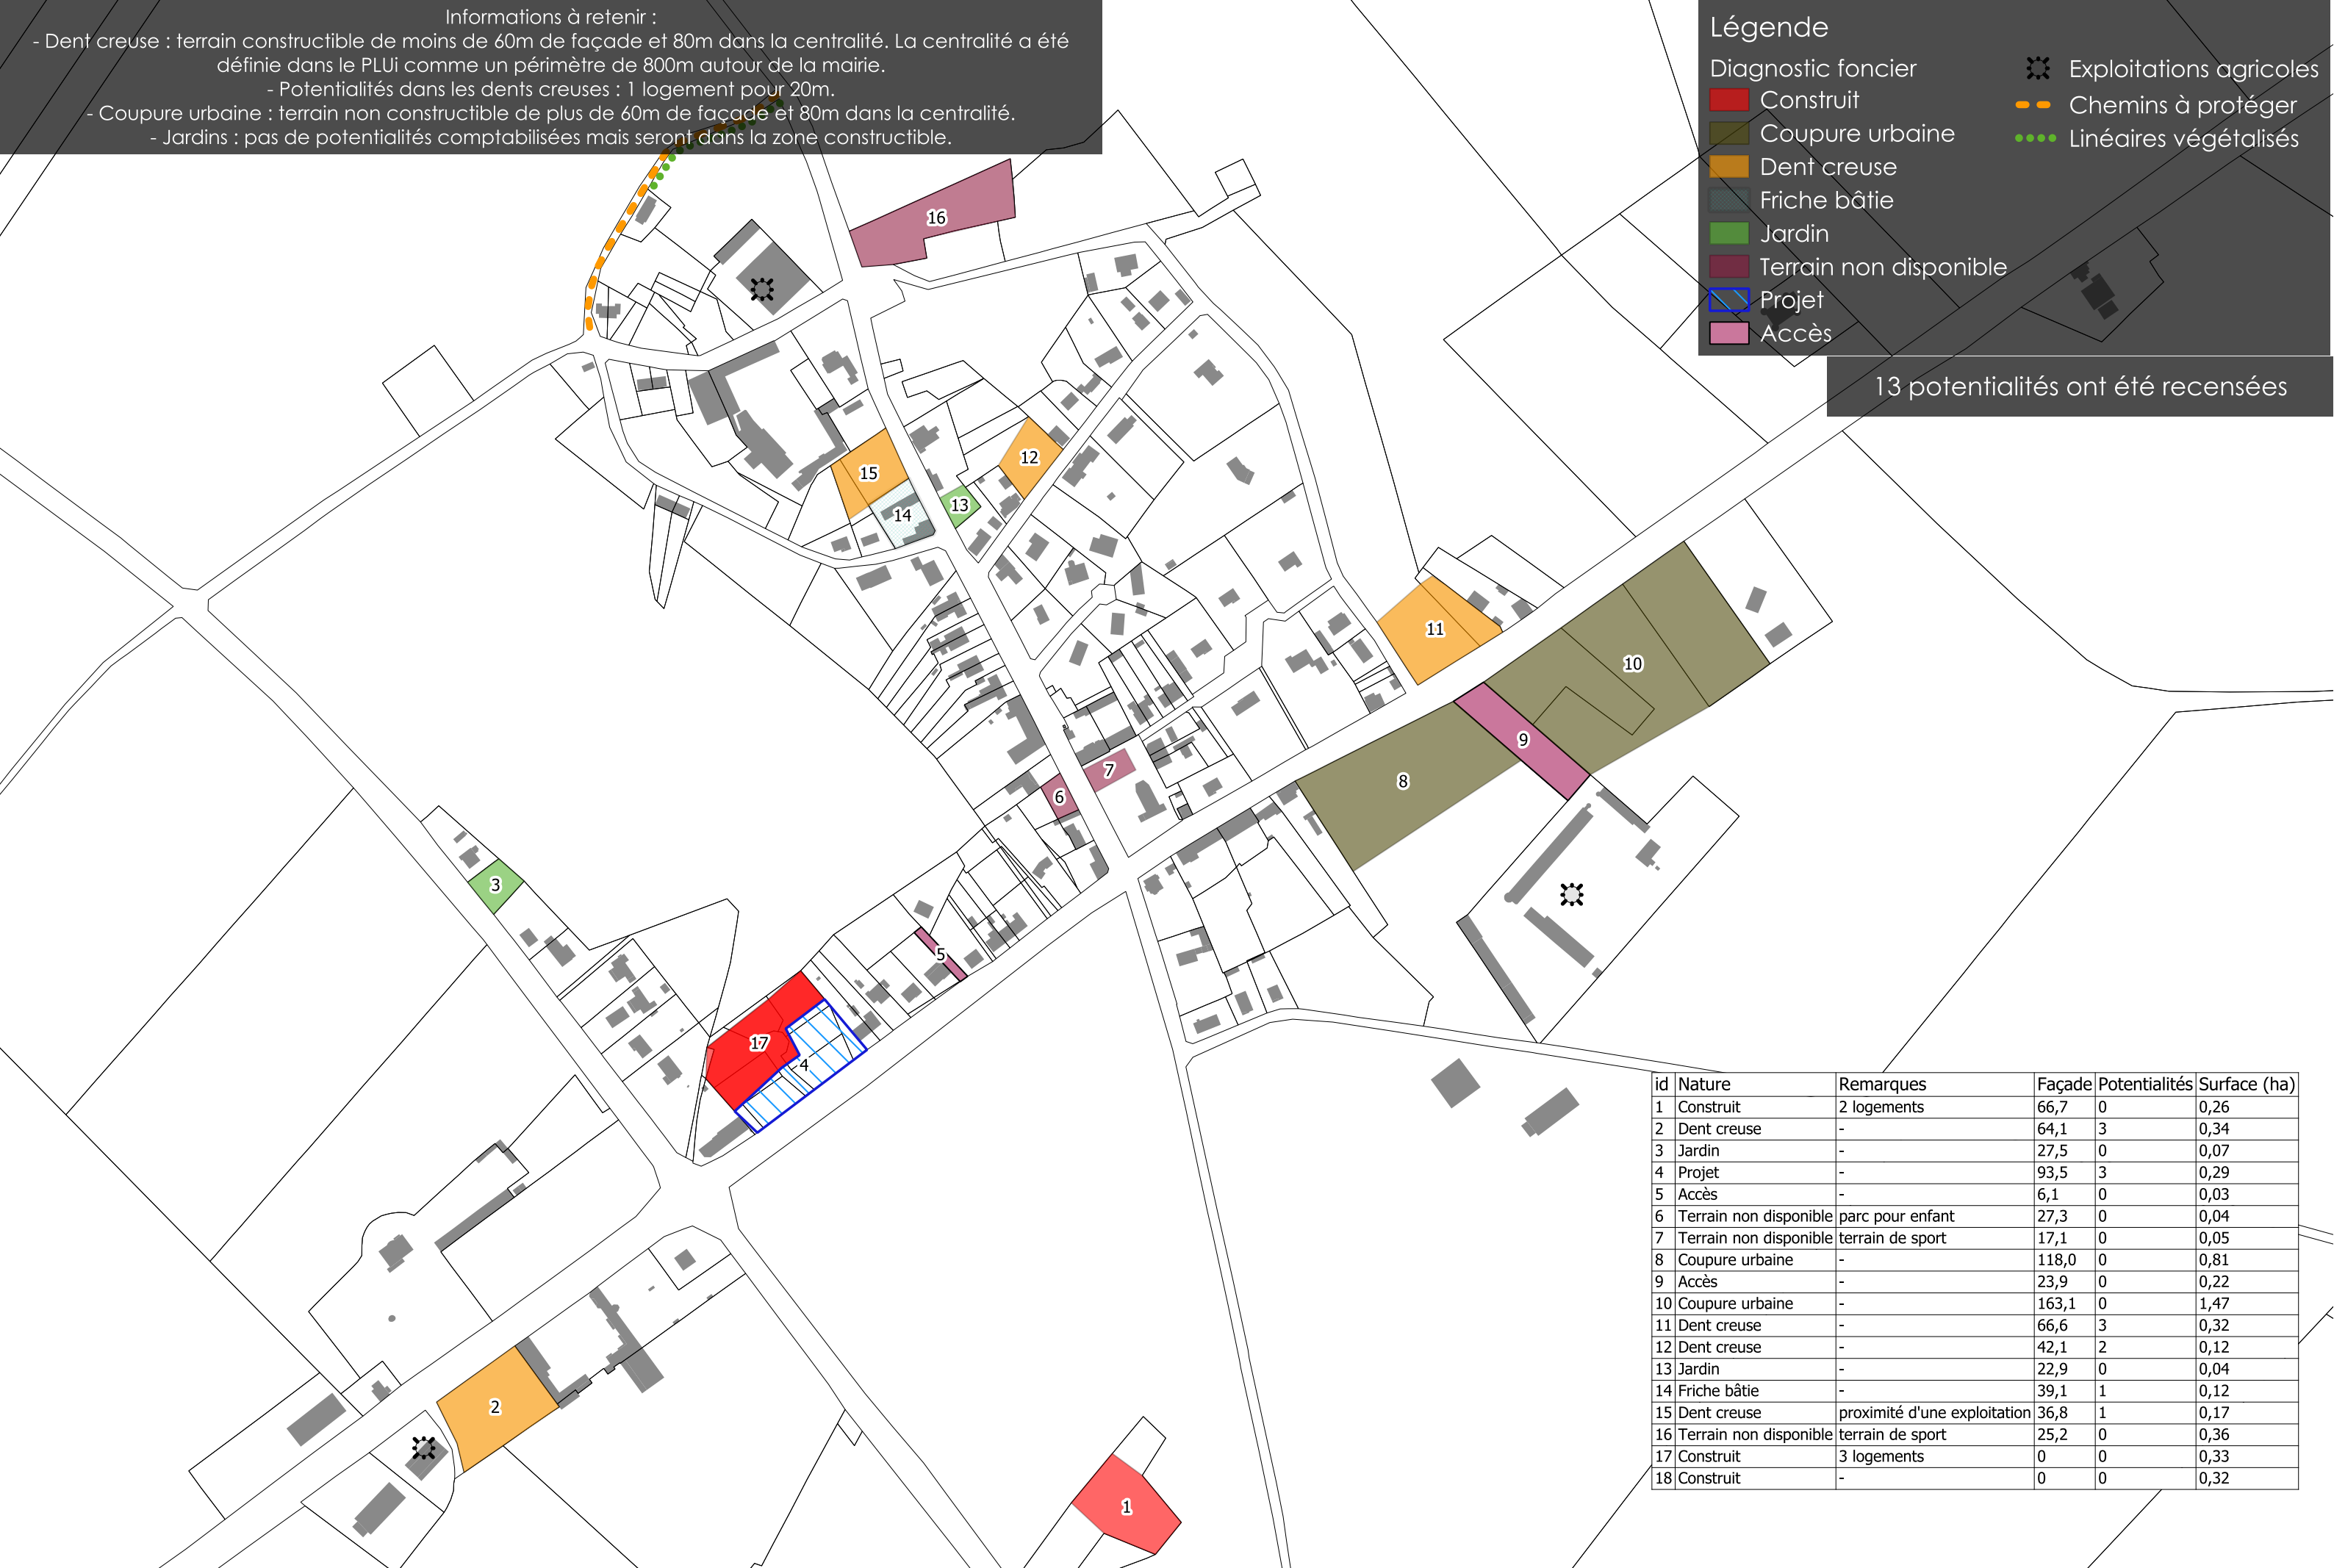 Informations à retenir :
- Dent creuse : terrain constructible de moins de 60m de façade et 80m dans la centralité. La centralité a été
définie dans le PLUi comme un périmètre de 800m autour de la mairie.
- Potentialités dans les dents creuses : 1 logement pour 20m.
- Coupure urbaine : terrain non constructible de plus de 60m de façade et 80m dans la centralité.
- Jardins : pas de potentialités comptabilisées mais seront dans la zone constructible.
Légende
Diagnostic foncier
Construit
Coupure urbaine
Dent creuse
Friche bâtie
Jardin
Terrain non disponible
Projet
Accès
Exploitations agricoles
Chemins à protéger
Linéaires végétalisés
13 potentialités ont été recensées
16
15
12
13
14
11
10
9
8
7
6
3
5
17
4
2
1
id Nature Remarques Façade Potentialités Surface (ha)
1 Construit 2 logements 66,7 0 0,26
2 Dent creuse - 64,1 3 0,34
3 Jardin - 27,5 0 0,07
4 Projet - 93,5 3 0,29
5 Accès - 6,1 0 0,03
6 Terrain non disponible parc pour enfant 27,3 0 0,04
7 Terrain non disponible terrain de sport 17,1 0 0,05
8 Coupure urbaine - 118,0 0 0,81
9 Accès - 23,9 0 0,22
10 Coupure urbaine - 163,1 0 1,47
11 Dent creuse - 66,6 3 0,32
12 Dent creuse - 42,1 2 0,12
13 Jardin - 22,9 0 0,04
14 Friche bâtie - 39,1 1 0,12
15 Dent creuse proximité d'une exploitation 36,8 1 0,17
16 Terrain non disponible terrain de sport 25,2 0 0,36
17 Construit 3 logements 0 0 0,33
18 Construit - 0 0 0,32